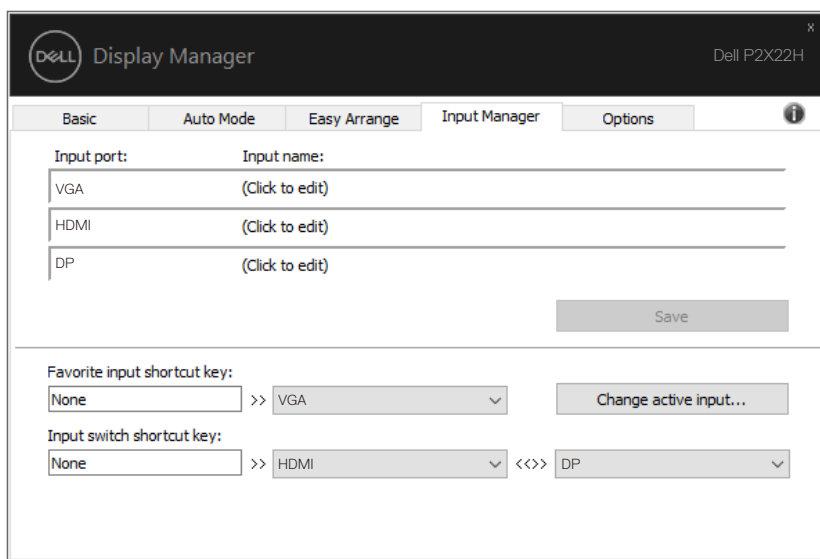 x
DELL Display Manager Dell P2X22H
Basic Auto Mode Easy Arrange Input Manager Options i
Input port: Input name:
VGA (Click to edit)
HDMI (Click to edit)
DP (Click to edit)
Save
Favorite input shortcut key:
None >> VGA Change active input...
Input switch shortcut key:
None >> HDMI <<>> DP